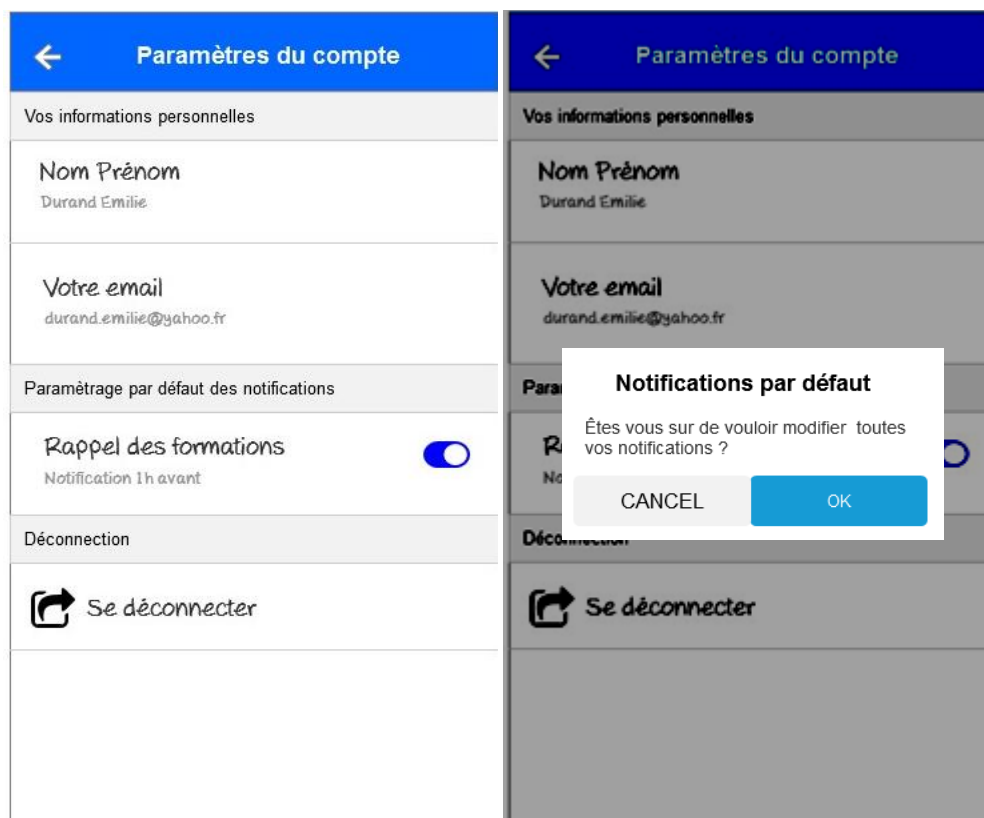 Paramètres du compte
Vos informations personnelles
Nom Prénom
Durand Emilie
Votre email
durand.emilie@yahoo.fr
Paramètrage par défaut des notifications
Rappel des formations
Notification 1h avant
Déconnection
Se déconnecter
Paramètres du compte
Vos informations personnelles
Nom Prénom
Durand Emilie
Votre email
durand.emilie@yahoo.fr
Notifications par défaut
Êtes vous sur de vouloir modifier toutes
vos notifications ?
CANCEL
OK
Déconnection
Se déconnecter